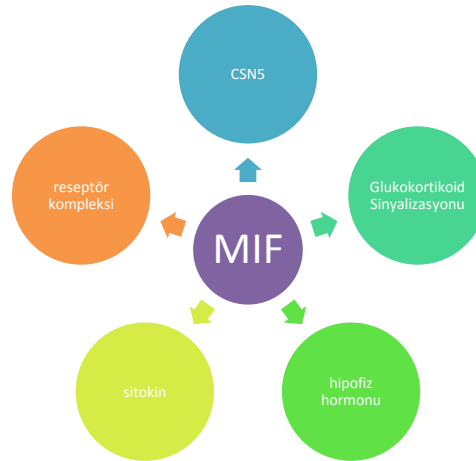 CSN5
reseptör
kompleksi
Glukokortikoid
Sinyalizasyonu
MIF
sitokin
hipofiz
hormonu